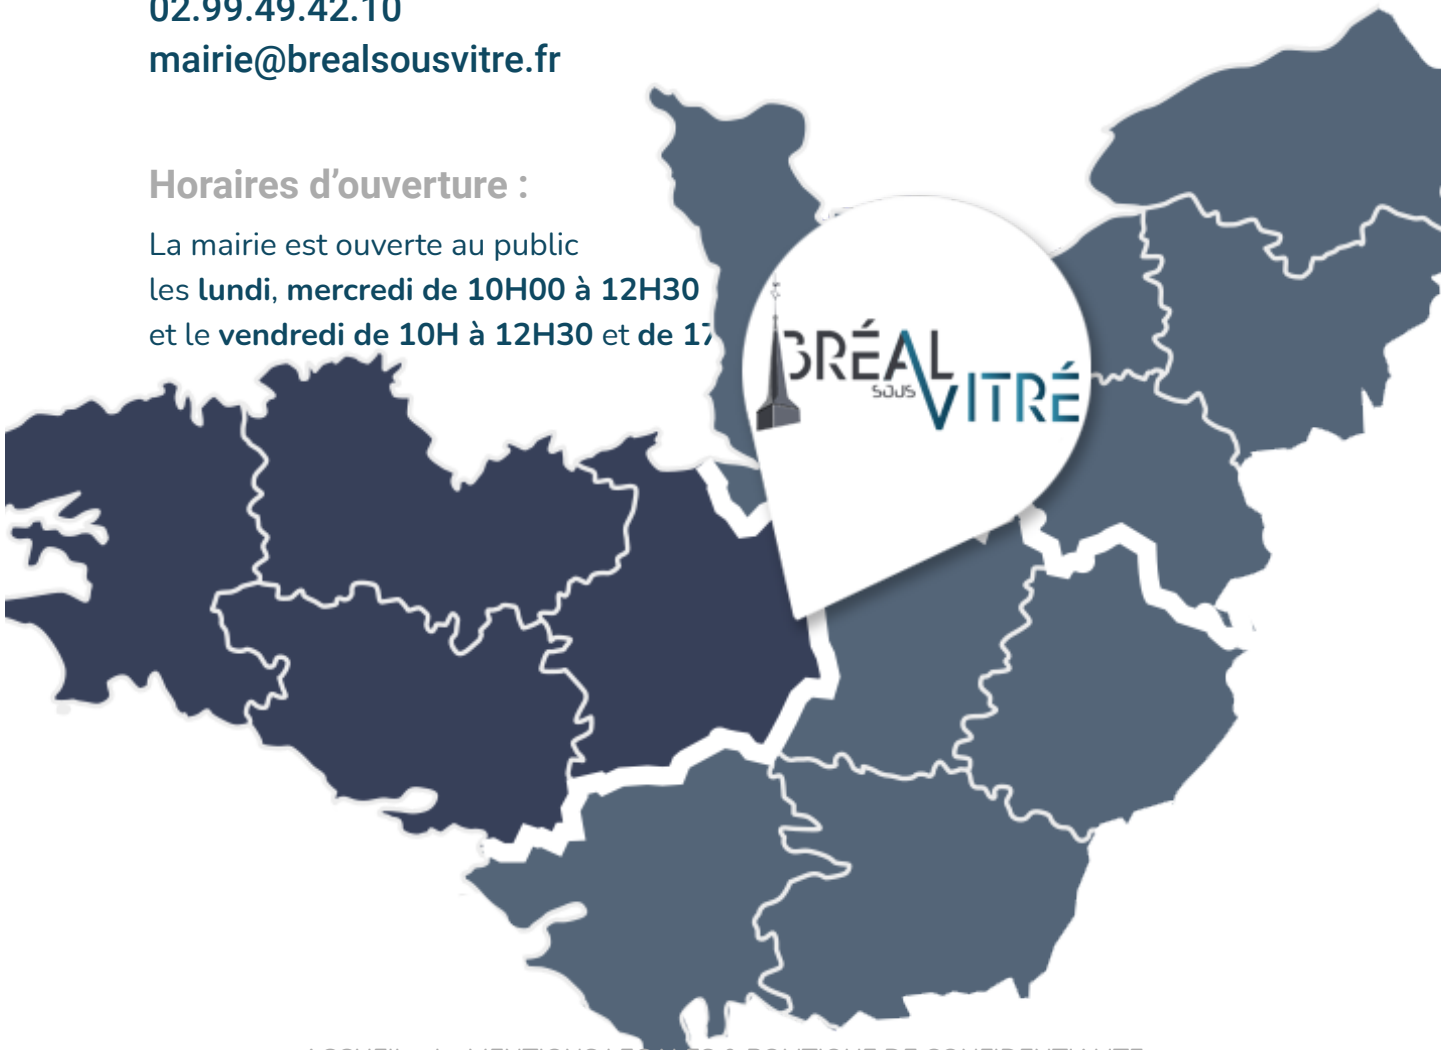 02.99.49.42.10
mairie@brealsousvitre.fr
Horaires d’ouverture :
La mairie est ouverte au public
les lundi, mercredi de 10H00 à 12H30
et le vendredi de 10H à 12H30 et de 17
BRÉAL
SOUS
VITRÉ